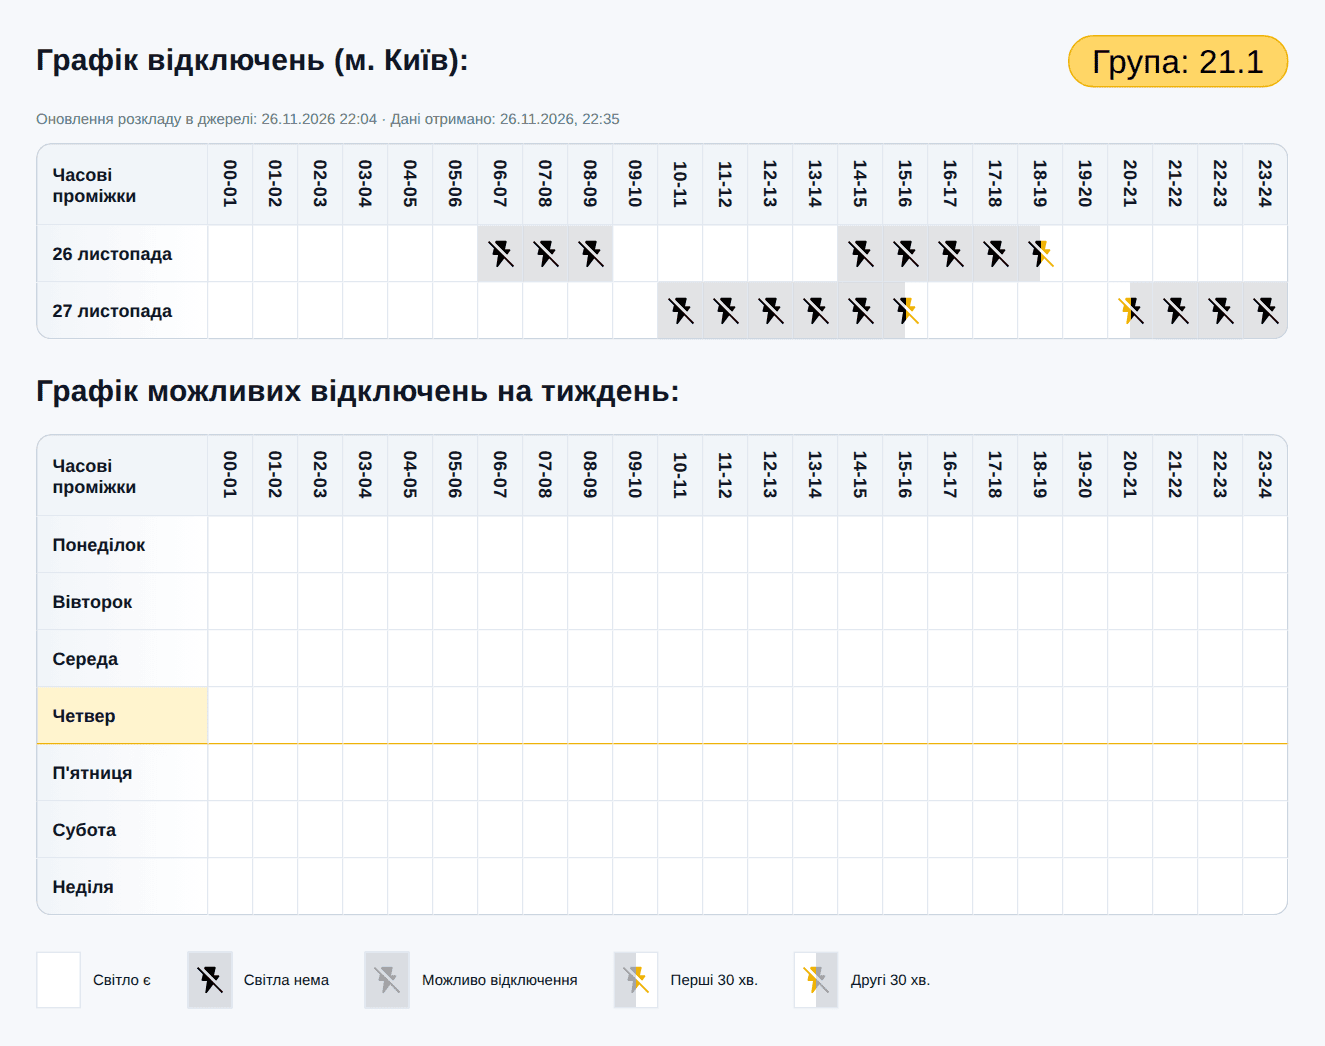 Графік відключень (м. Київ):
Група: 21.1
Оновлення розкладу в джерелі: 26.11.2026 22:04 · Дані отримано: 26.11.2026, 22:35
Часові проміжки 00-01 01-02 02-03 03-04 04-05 05-06 06-07 07-08 08-09 09-10 10-11 11-12 12-13 13-14 14-15 15-16 16-17 17-18 18-19 19-20 20-21 21-22 22-23 23-24
26 листопада
27 листопада
Графік можливих відключень на тиждень:
Часові проміжки 00-01 01-02 02-03 03-04 04-05 05-06 06-07 07-08 08-09 09-10 10-11 11-12 12-13 13-14 14-15 15-16 16-17 17-18 18-19 19-20 20-21 21-22 22-23 23-24
Понеділок
Вівторок
Середа
Четвер
П'ятниця
Субота
Неділя
Світло є Світла нема Можливо відключення Перші 30 хв. Другі 30 хв.